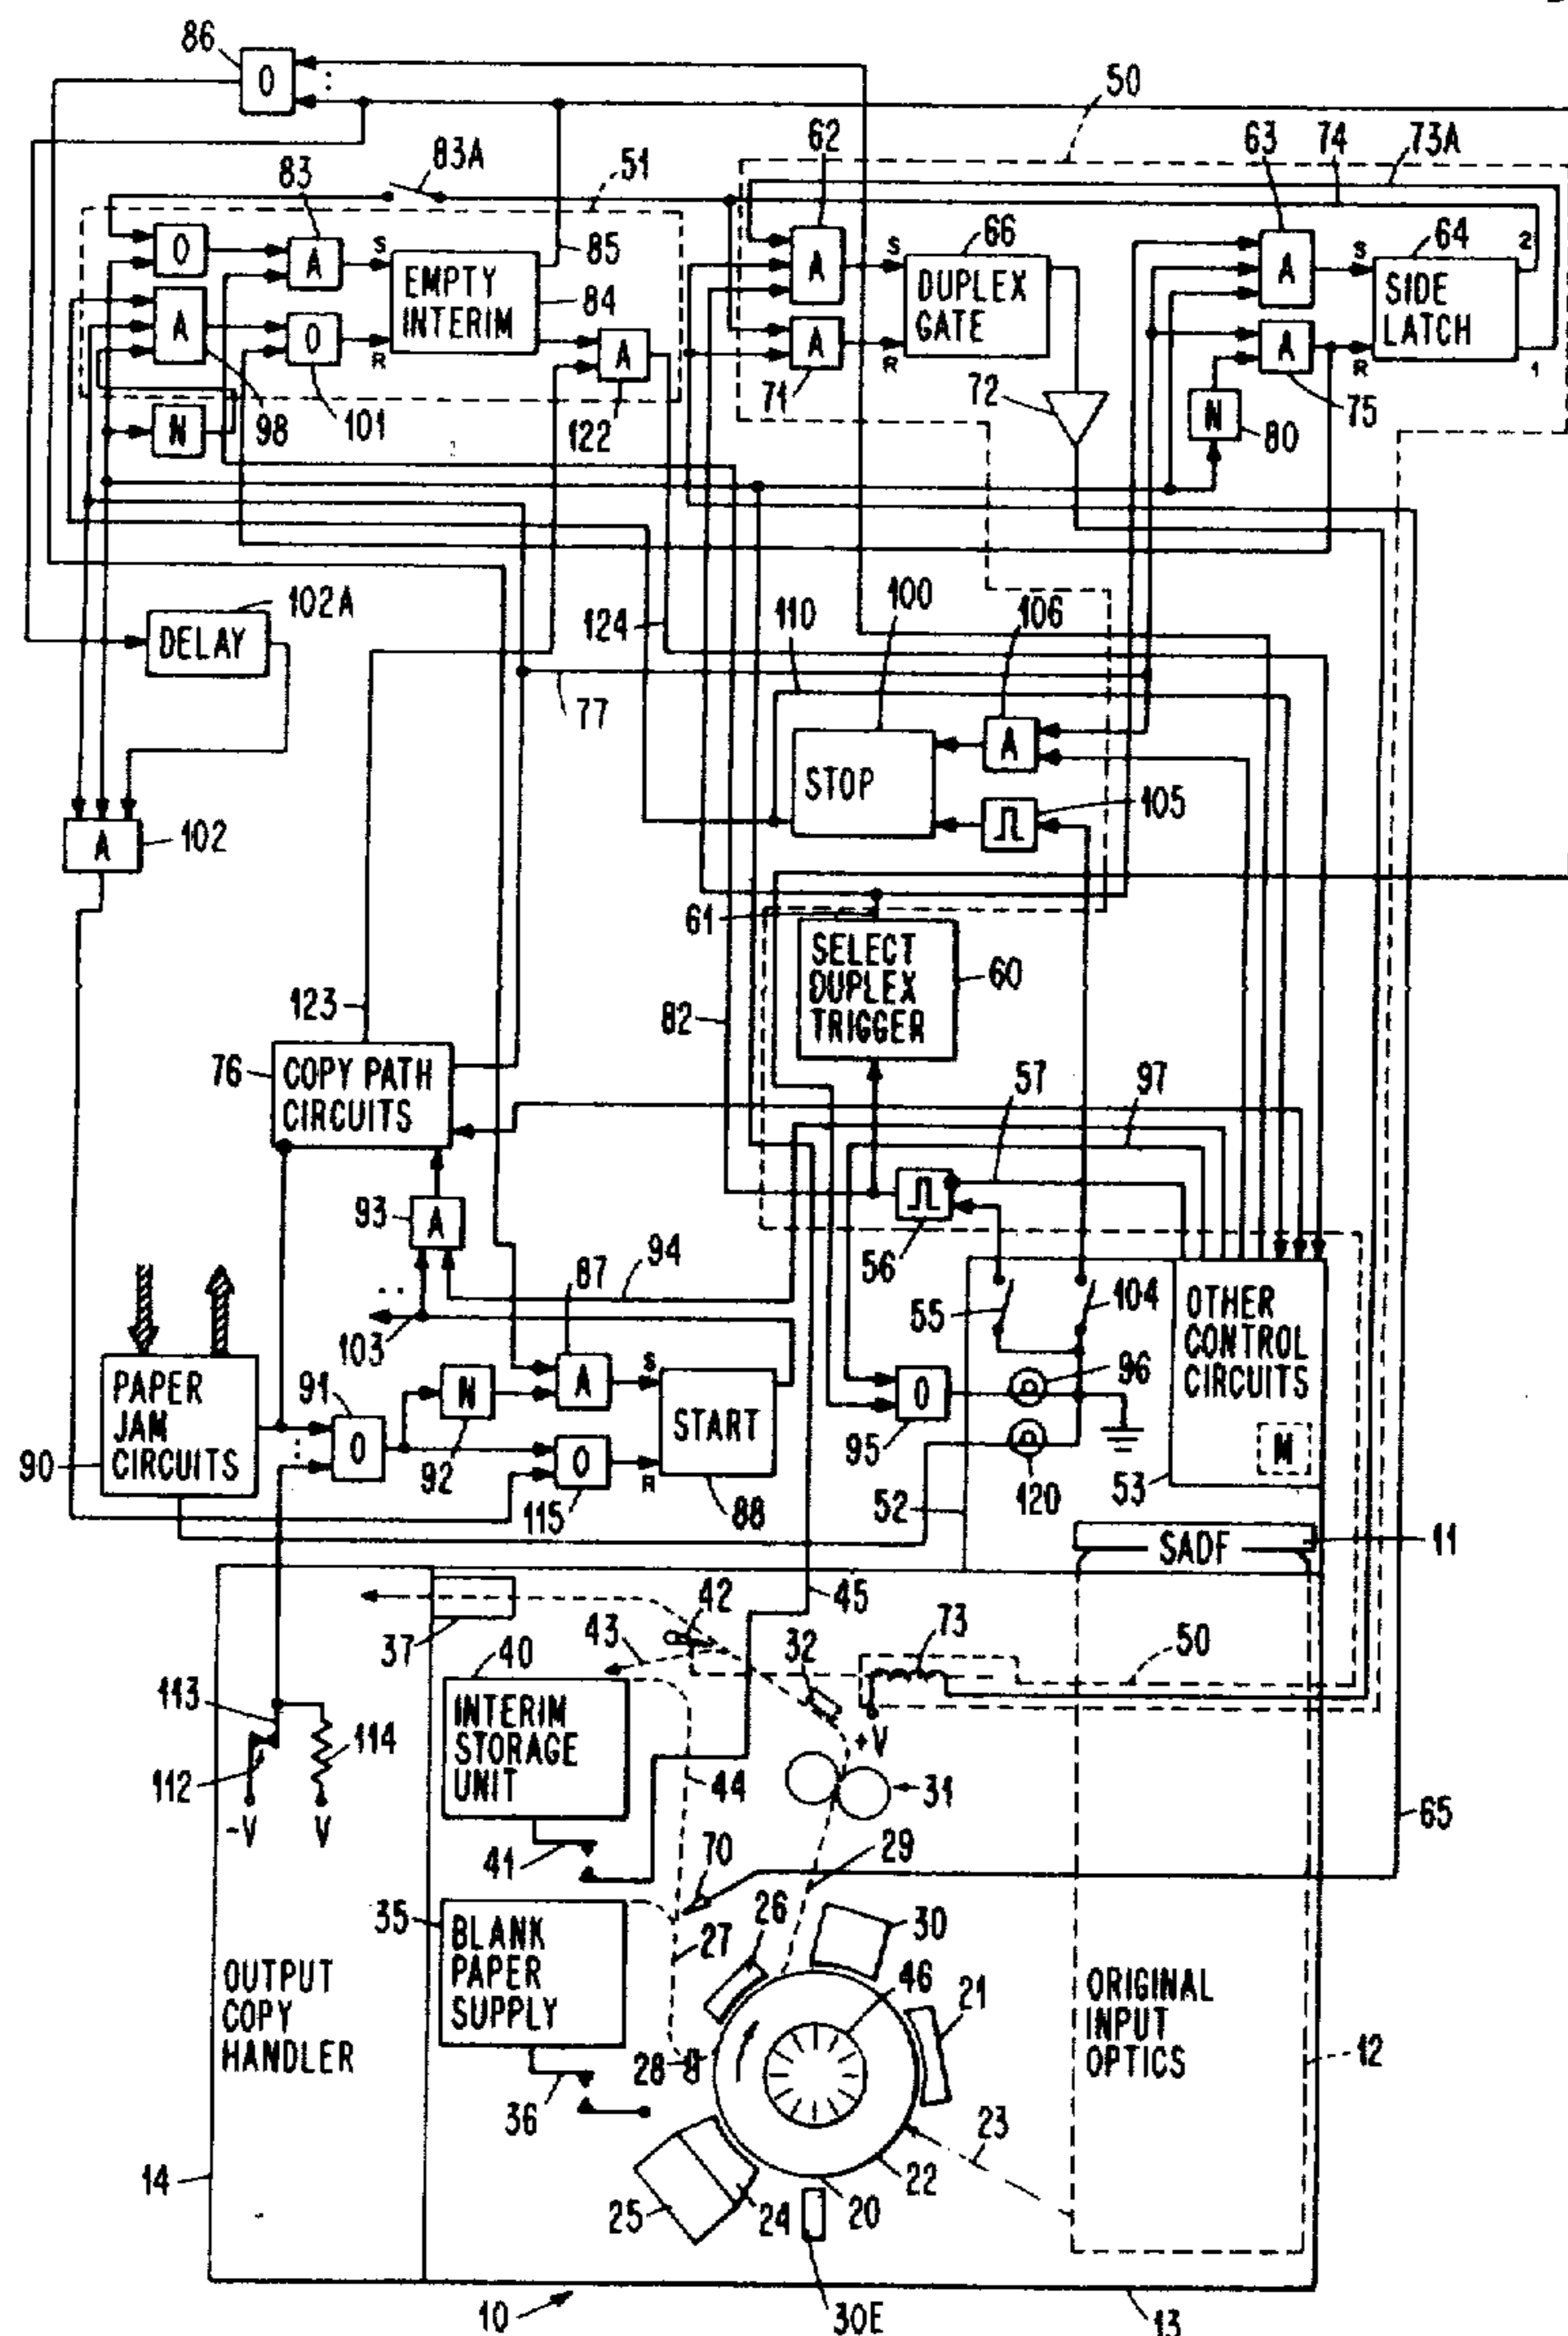 86
O
50
83A
62
63
74
73A
83
51
O
A
S
EMPTY
INTERIM
85
84
A
S
66
DUPLEX
GATE
A
S
64
SIDE
LATCH
2
1
A
O
R
A
R
A
R
98
101
122
A
71
72
75
N
N
80
102A
DELAY
124
110
100
106
77
A
STOP
105
A
102
61
SELECT
DUPLEX
TRIGGER
60
123
82
76
COPY PATH
CIRCUITS
57
97
93
A
94
56
87
55
104
OTHER
CONTROL
CIRCUITS
103
PAPER
JAM
CIRCUITS
91
N
A
S
START
O
96
O
92
O
R
95
M
90
115
88
52
120
53
SADF
11
42
45
37
43
40
32
73
50
113
INTERIM
STORAGE
UNIT
+V
114
112
44
31
-V
V
41
70
29
65
35
BLANK
PAPER
SUPPLY
27
26
30
OUTPUT
COPY
HANDLER
46
21
ORIGINAL
INPUT
OPTICS
28
12
36
23
14
22
25
24
20
10
30E
13